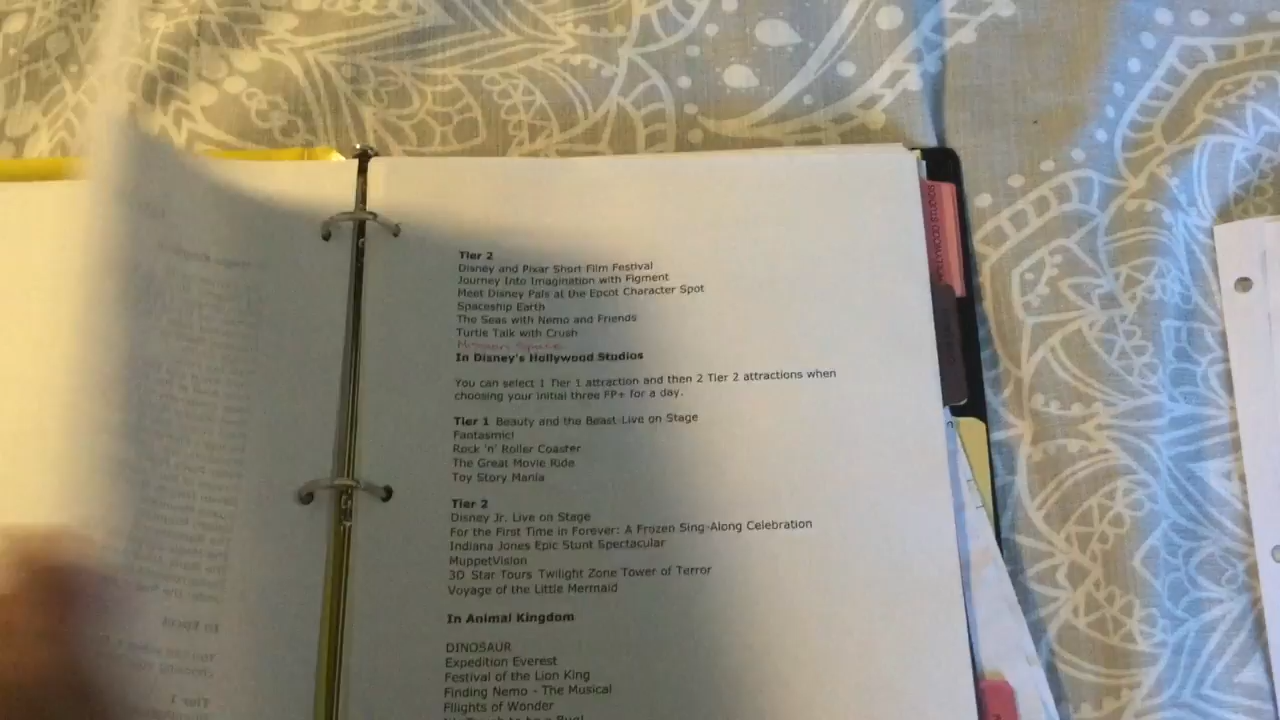 Tier 2
Disney and Pixar Short Film Festival
Journey Into Imagination with Figment
Meet Disney Pals at the Epcot Character Spot
Spaceship Earth
The Seas with Nemo and Friends
Turtle Talk with Crush
Mission Space
In Disney's Hollywood Studios
You can select 1 Tier 1 attraction and then 2 Tier 2 attractions when
choosing your initial three FP+ for a day.
Tier 1 Beauty and the Beast Live on Stage
Fantasmic!
Rock 'n' Roller Coaster
The Great Movie Ride
Toy Story Mania
Tier 2
Disney Jr. Live on Stage
For the First Time in Forever: A Frozen Sing-Along Celebration
Indiana Jones Epic Stunt Spectacular
MuppetVision
3D Star Tours Twilight Zone Tower of Terror
Voyage of the Little Mermaid
In Animal Kingdom
DINOSAUR
Expedition Everest
Festival of the Lion King
Finding Nemo - The Musical
Fllights of Wonder
HOLLYWOOD STUDIOS